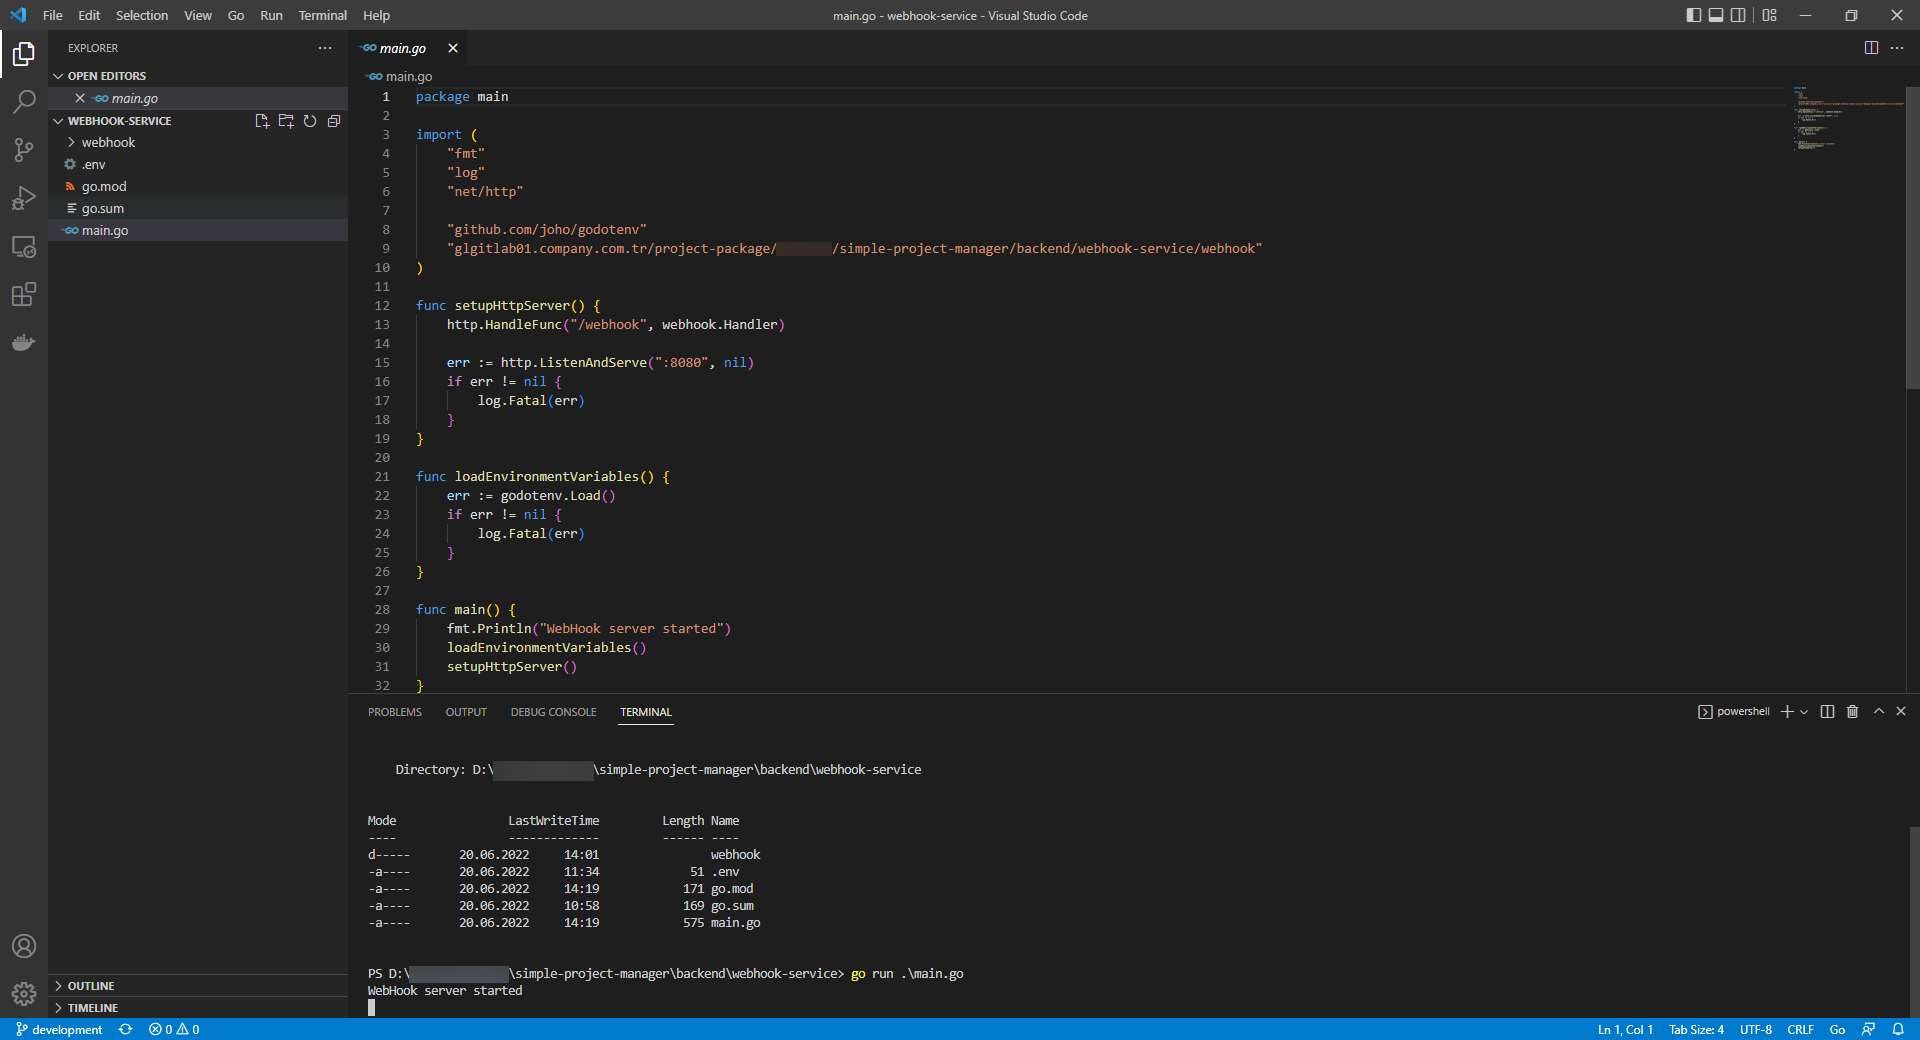 File Edit Selection View Go Run Terminal Help main.go - webhook-service - Visual Studio Code
EXPLORER
OPEN EDITORS
main.go
WEBHOOK-SERVICE
webhook
.env
go.mod
go.sum
main.go
OUTLINE
TIMELINE
main.go
main.go
1 package main
2
3 import (
4 "fmt"
5 "log"
6 "net/http"
7
8 "github.com/joho/godotenv"
9 "glgitlab01.company.com.tr/project-package/ /simple-project-manager/backend/webhook-service/webhook"
10 )
11
12 func setupHttpServer() {
13 http.HandleFunc("/webhook", webhook.Handler)
14
15 err := http.ListenAndServe(":8080", nil)
16 if err != nil {
17 log.Fatal(err)
18 }
19 }
20
21 func loadEnvironmentVariables() {
22 err := godotenv.Load()
23 if err != nil {
24 log.Fatal(err)
25 }
26 }
27
28 func main() {
29 fmt.Println("WebHook server started")
30 loadEnvironmentVariables()
31 setupHttpServer()
32 }
PROBLEMS OUTPUT DEBUG CONSOLE TERMINAL powershell
Directory: D:\ \simple-project-manager\backend\webhook-service
Mode LastWriteTime Length Name
---- ------------- ------ ----
d----- 20.06.2022 14:01 webhook
-a---- 20.06.2022 11:34 51 .env
-a---- 20.06.2022 14:19 171 go.mod
-a---- 20.06.2022 10:58 169 go.sum
-a---- 20.06.2022 14:19 575 main.go
PS D:\ \simple-project-manager\backend\webhook-service> go run .\main.go
WebHook server started
development 0 0 Ln 1, Col 1 Tab Size: 4 UTF-8 CRLF Go